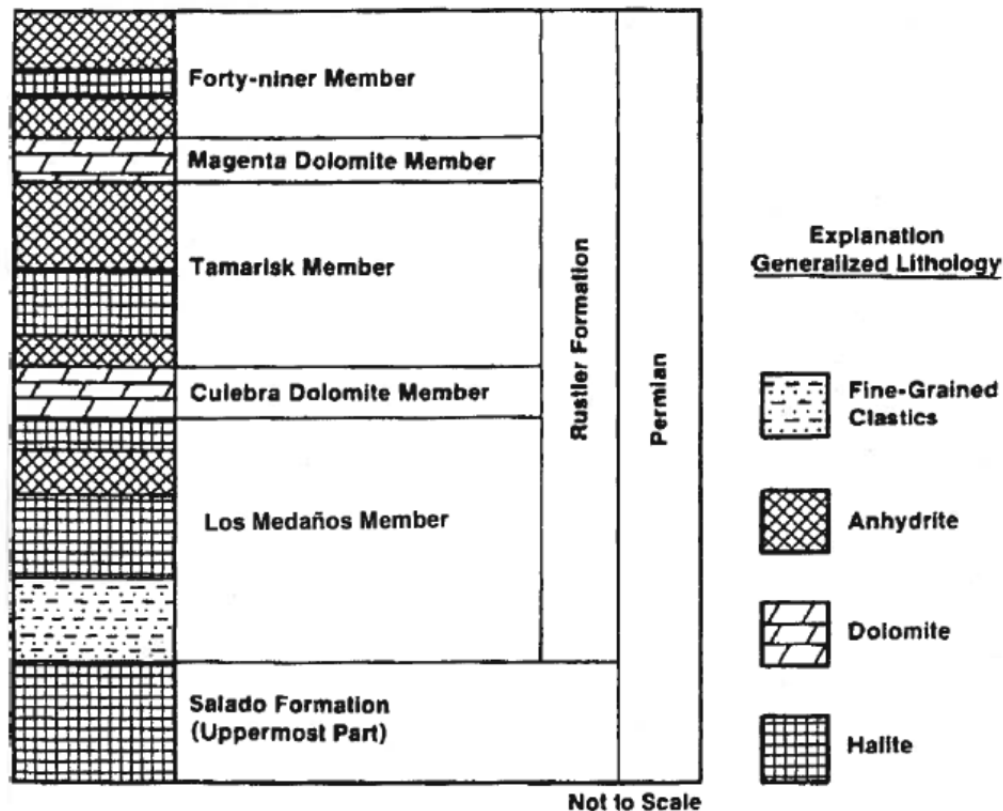 Forty-niner Member
Magenta Dolomite Member
Tamarisk Member
Culebra Dolomite Member
Los Medaños Member
Salado Formation
(Uppermost Part)
Rustler Formation
Permian
Explanation
Generalized Lithology
Fine-Grained
Clastics
Anhydrite
Dolomite
Halite
Not to Scale